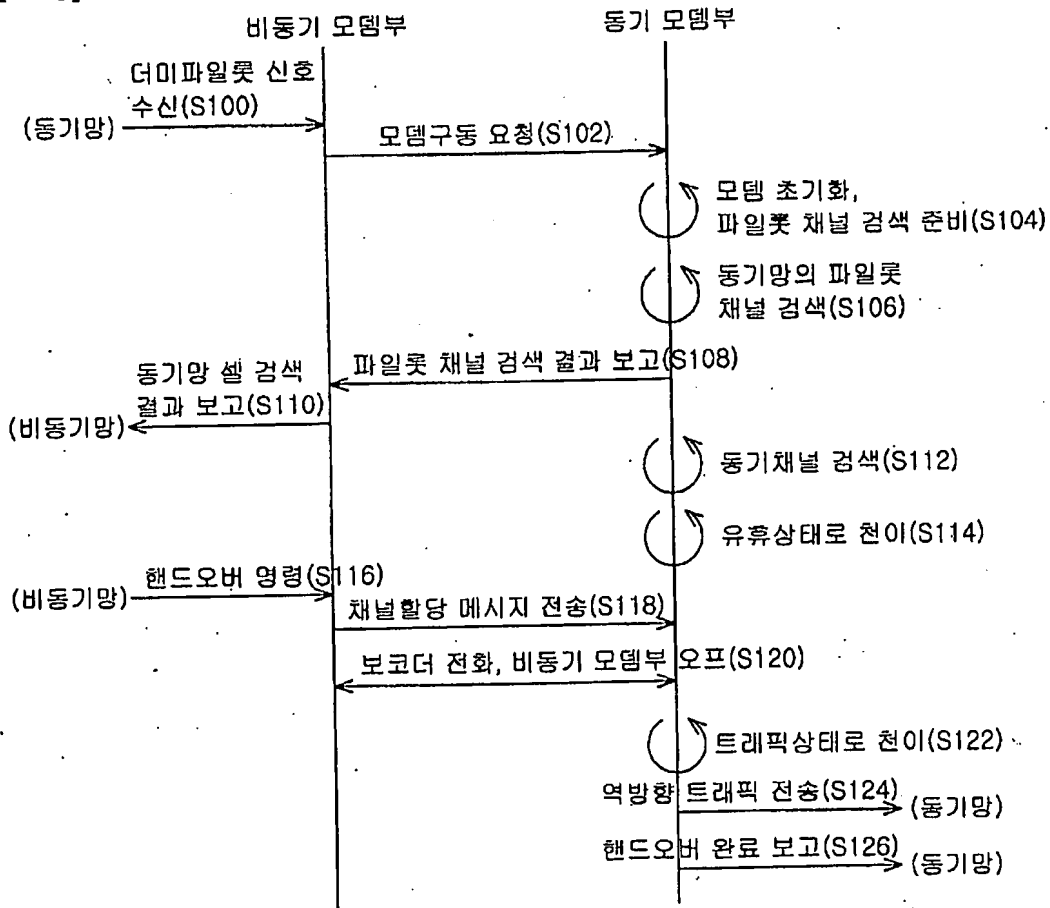 비동기 모뎀부
동기 모뎀부
더미파일롯 신호
수신(S100)
(동기망)
모뎀구동 요청(S102)
모뎀 초기화,
파일롯 채널 검색 준비(S104)
동기망의 파일롯
채널 검색(S106)
파일롯 채널 검색 결과 보고(S108)
동기망 셀 검색
결과 보고(S110)
(비동기망)
동기채널 검색(S112)
유휴상태로 천이(S114)
핸드오버 명령(S116)
(비동기망)
채널할당 메시지 전송(S118)
보코더 전화, 비동기 모뎀부 오프(S120)
트래픽상태로 천이(S122)
역방향 트래픽 전송(S124)
(동기망)
핸드오버 완료 보고(S126)
(동기망)